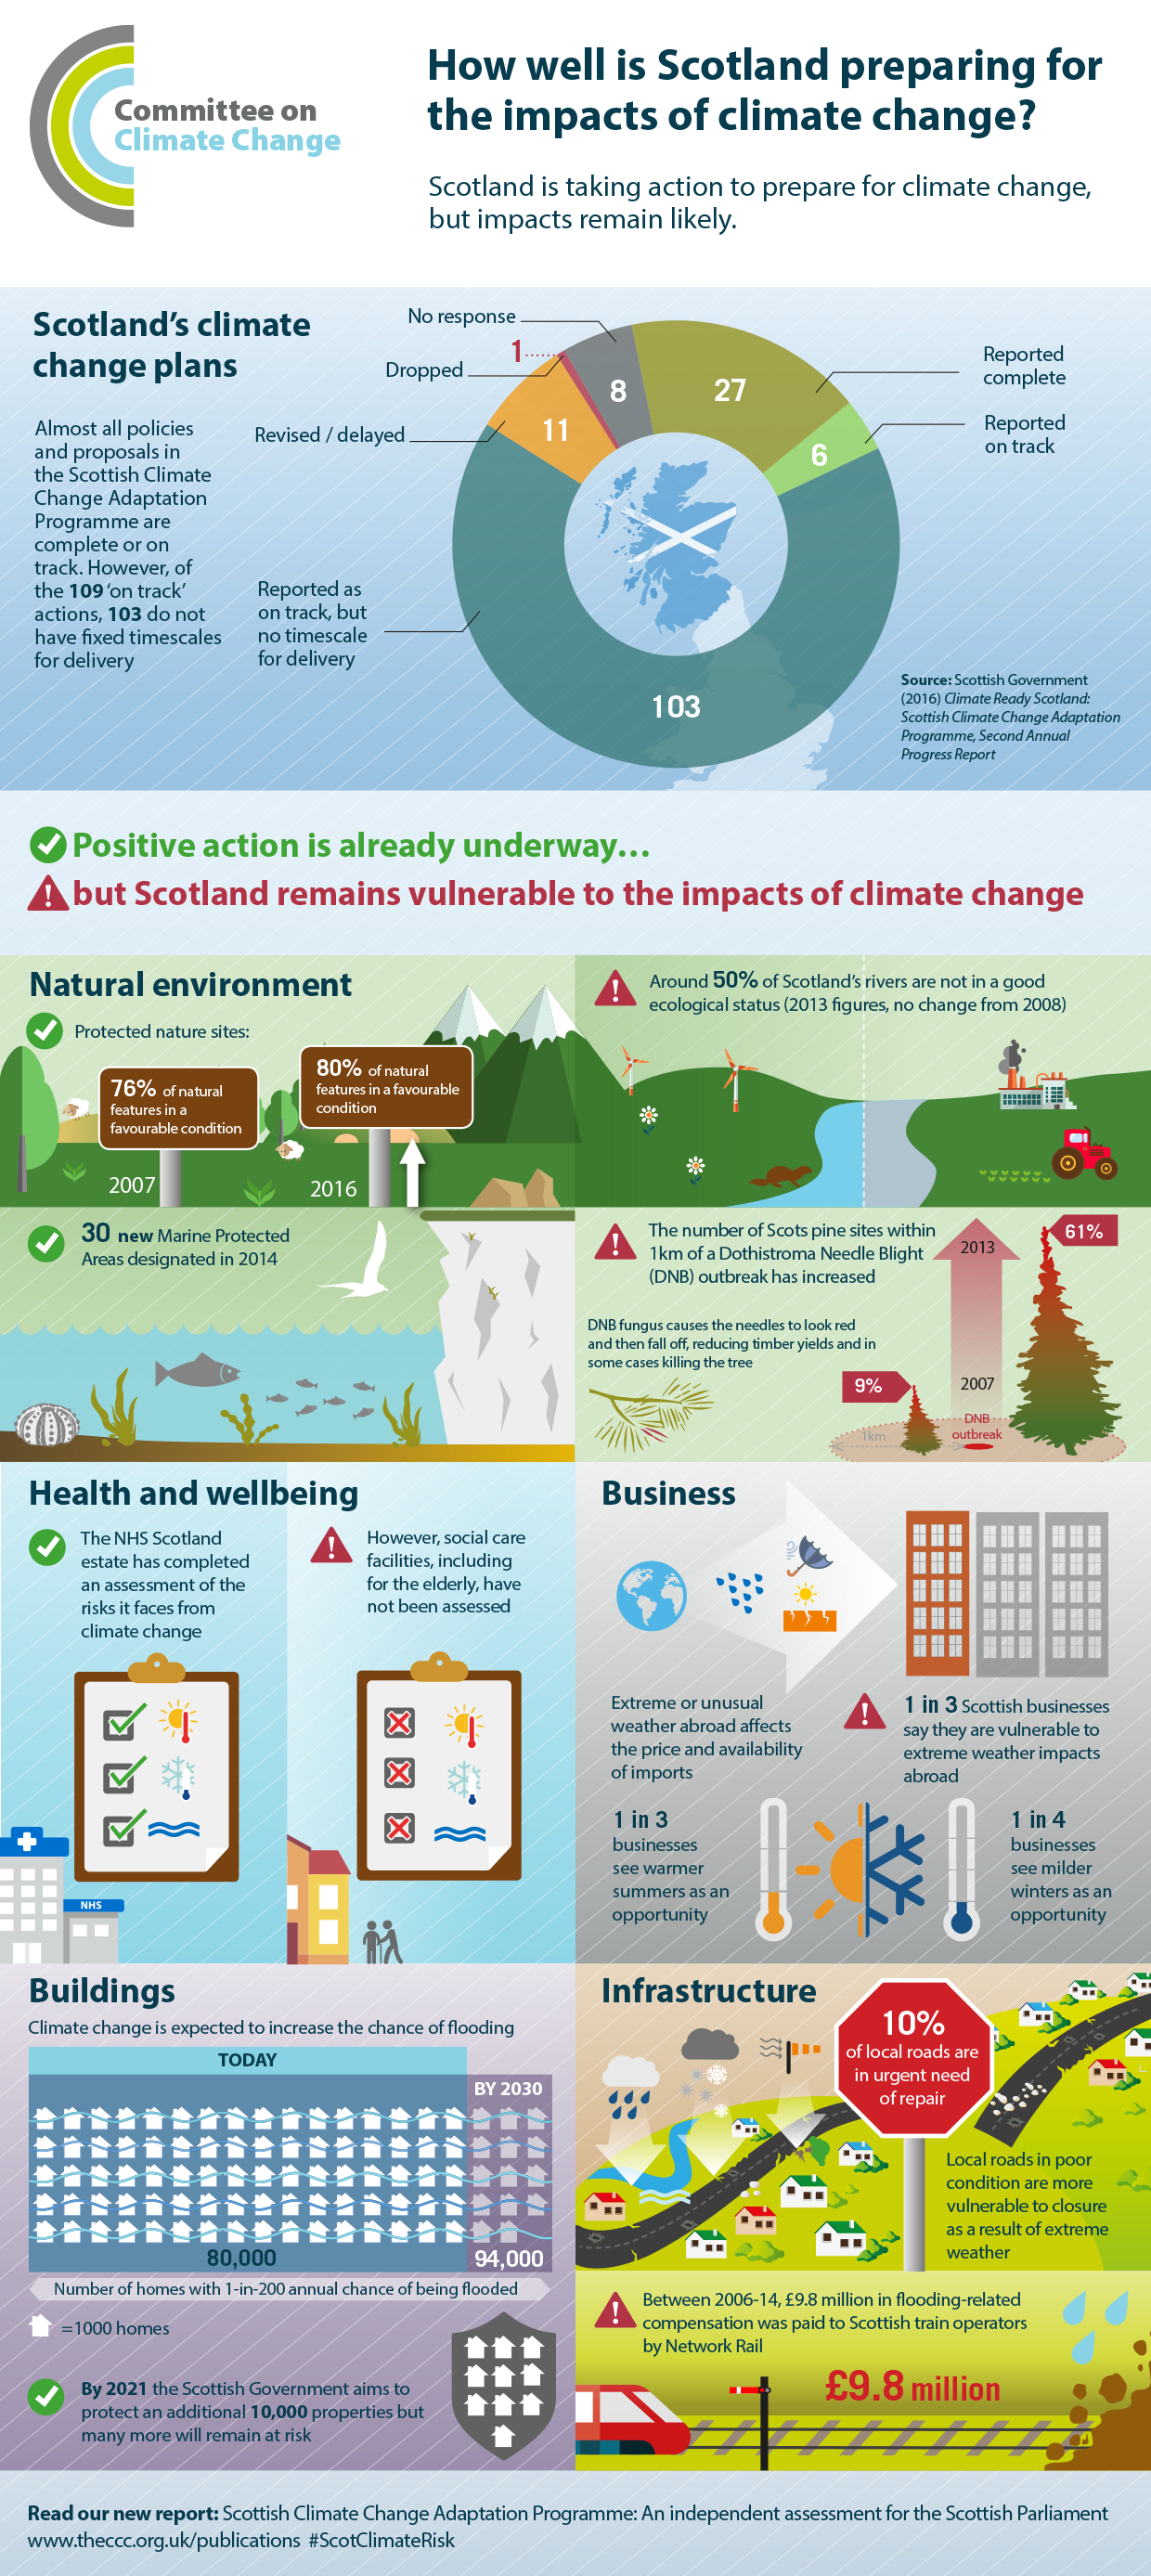 Committee on
Climate Change
How well is Scotland preparing for
the impacts of climate change?
Scotland is taking action to prepare for climate change,
but impacts remain likely.
Scotland's climate
change plans
Almost all policies
and proposals in
the Scottish Climate
Change Adaptation
Programme are
complete or on
track. However, of
the 109 'on track'
actions, 103 do not
have fixed timescales
for delivery
No response
1
Dropped
Revised / delayed
Reported as
on track, but
no timescale
for delivery
8
27
11
6
103
Reported
complete
Reported
on track
Source: Scottish Government
(2016) Climate Ready Scotland:
Scottish Climate Change Adaptation
Programme, Second Annual
Progress Report
Positive action is already underway...
but Scotland remains vulnerable to the impacts of climate change
Natural environment
Protected nature sites:
76% of natural
features in a
favourable condition
2007
80% of natural
features in a favourable
condition
2016
Around 50% of Scotland's rivers are not in a good
ecological status (2013 figures, no change from 2008)
30 new Marine Protected
Areas designated in 2014
The number of Scots pine sites within
1km of a Dothistroma Needle Blight
(DNB) outbreak has increased
DNB fungus causes the needles to look red
and then fall off, reducing timber yields and in
some cases killing the tree
2013
61%
9%
2007
DNB
outbreak
1km
Health and wellbeing
The NHS Scotland
estate has completed
an assessment of the
risks it faces from
climate change
However, social care
facilities, including
for the elderly, have
not been assessed
NHS
Business
Extreme or unusual
weather abroad affects
the price and availability
of imports
1 in 3 Scottish businesses
say they are vulnerable to
extreme weather impacts
abroad
1 in 3
businesses
see warmer
summers as an
opportunity
1 in 4
businesses
see milder
winters as an
opportunity
Buildings
Climate change is expected to increase the chance of flooding
TODAY
BY 2030
80,000
94,000
Number of homes with 1-in-200 annual chance of being flooded
=1000 homes
By 2021 the Scottish Government aims to
protect an additional 10,000 properties but
many more will remain at risk
Infrastructure
10%
of local roads are
in urgent need
of repair
Local roads in poor
condition are more
vulnerable to closure
as a result of extreme
weather
Between 2006-14, £9.8 million in flooding-related
compensation was paid to Scottish train operators
by Network Rail
£9.8 million
Read our new report: Scottish Climate Change Adaptation Programme: An independent assessment for the Scottish Parliament
www.theccc.org.uk/publications #ScotClimateRisk